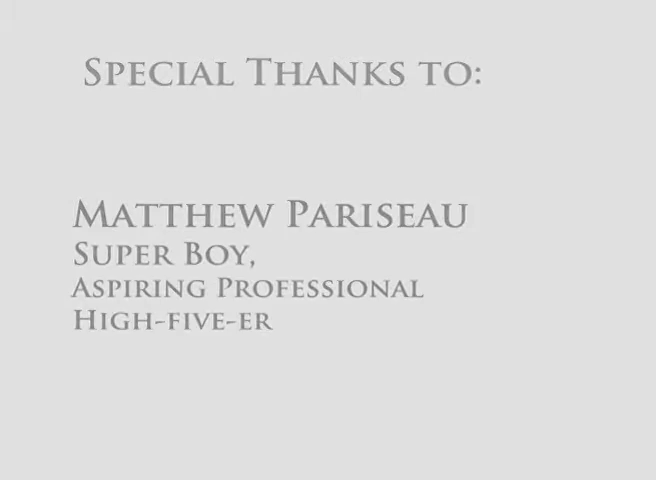 Special Thanks to:
Matthew Pariseau
Super Boy,
Aspiring Professional
High-five-er